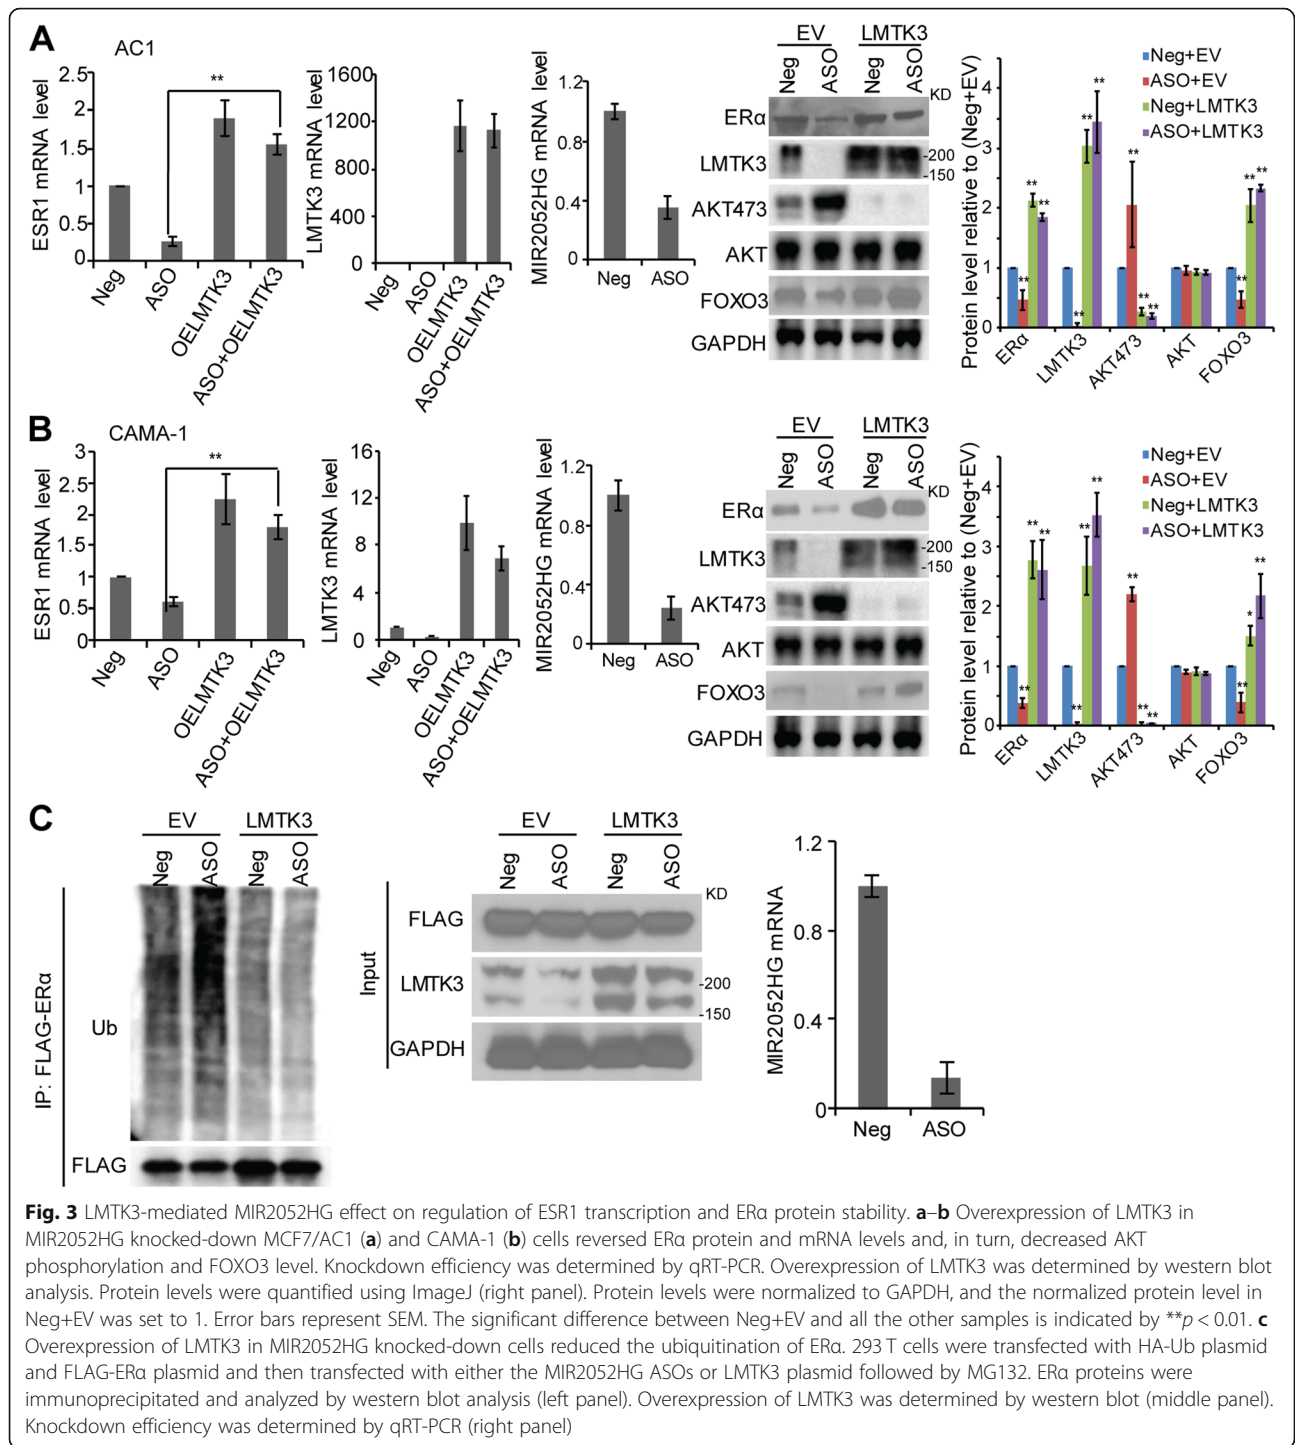 A
AC1
ESR1 mRNA level
2.5
2
1.5
1
0.5
0
**
Neg
ASO
OELMTK3
ASO+OELMTK3
LMTK3 mRNA level
1600
1200
800
400
0
Neg
ASO
OELMTK3
ASO+OELMTK3
MIR2052HG mRNA level
1.2
0.8
0.4
0
Neg ASO
EV LMTK3
Neg ASO Neg ASO
KD
ERα
LMTK3
-200
-150
AKT473
AKT
FOXO3
GAPDH
Protein level relative to (Neg+EV)
4
3
2
1
0
Neg+EV
ASO+EV
Neg+LMTK3
ASO+LMTK3
** ** **
** ** **
** ** **
** ** **
ERα
LMTK3
AKT473
AKT
FOXO3
B
CAMA-1
ESR1 mRNA level
3
2.5
2
1.5
1
0.5
0
**
Neg
ASO
OELMTK3
ASO+OELMTK3
LMTK3 mRNA level
16
12
8
4
0
Neg
ASO
OELMTK3
ASO+OELMTK3
MIR2052HG mRNA level
1.2
0.8
0.4
0
Neg ASO
EV LMTK3
Neg ASO Neg ASO
KD
ERα
LMTK3
-200
-150
AKT473
AKT
FOXO3
GAPDH
Protein level relative to (Neg+EV)
4
3
2
1
0
Neg+EV
ASO+EV
Neg+LMTK3
ASO+LMTK3
** ** **
** ** **
** ** **
** * **
ERα
LMTK3
AKT473
AKT
FOXO3
C
EV LMTK3
Neg ASO Neg ASO
IP: FLAG-ERα
Ub
FLAG
EV LMTK3
Neg ASO Neg ASO
KD
Input
FLAG
LMTK3
-200
-150
GAPDH
MIR2052HG mRNA
1.2
0.8
0.4
0
Neg ASO
Fig. 3 LMTK3-mediated MIR2052HG effect on regulation of ESR1 transcription and ERα protein stability. a–b Overexpression of LMTK3 in
MIR2052HG knocked-down MCF7/AC1 (a) and CAMA-1 (b) cells reversed ERα protein and mRNA levels and, in turn, decreased AKT
phosphorylation and FOXO3 level. Knockdown efficiency was determined by qRT-PCR. Overexpression of LMTK3 was determined by western blot
analysis. Protein levels were quantified using ImageJ (right panel). Protein levels were normalized to GAPDH, and the normalized protein level in
Neg+EV was set to 1. Error bars represent SEM. The significant difference between Neg+EV and all the other samples is indicated by **p < 0.01. c
Overexpression of LMTK3 in MIR2052HG knocked-down cells reduced the ubiquitination of ERα. 293 T cells were transfected with HA-Ub plasmid
and FLAG-ERα plasmid and then transfected with either the MIR2052HG ASOs or LMTK3 plasmid followed by MG132. ERα proteins were
immunoprecipitated and analyzed by western blot analysis (left panel). Overexpression of LMTK3 was determined by western blot (middle panel).
Knockdown efficiency was determined by qRT-PCR (right panel)